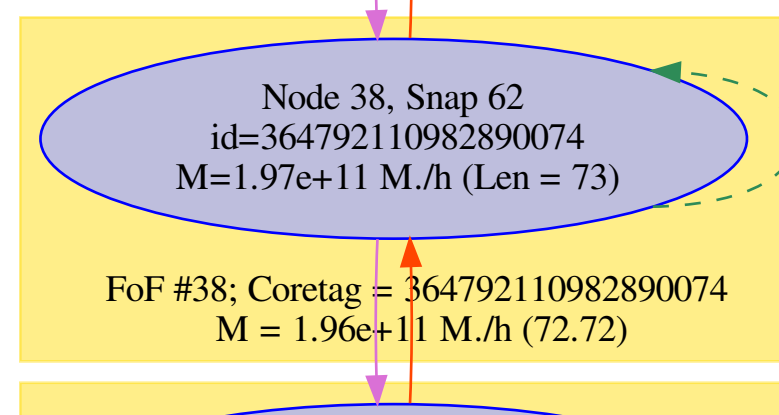 Node 38, Snap 62
id=364792110982890074
M=1.97e+11 M./h (Len = 73)
FoF #38; Coretag = 364792110982890074
M = 1.96e+11 M./h (72.72)